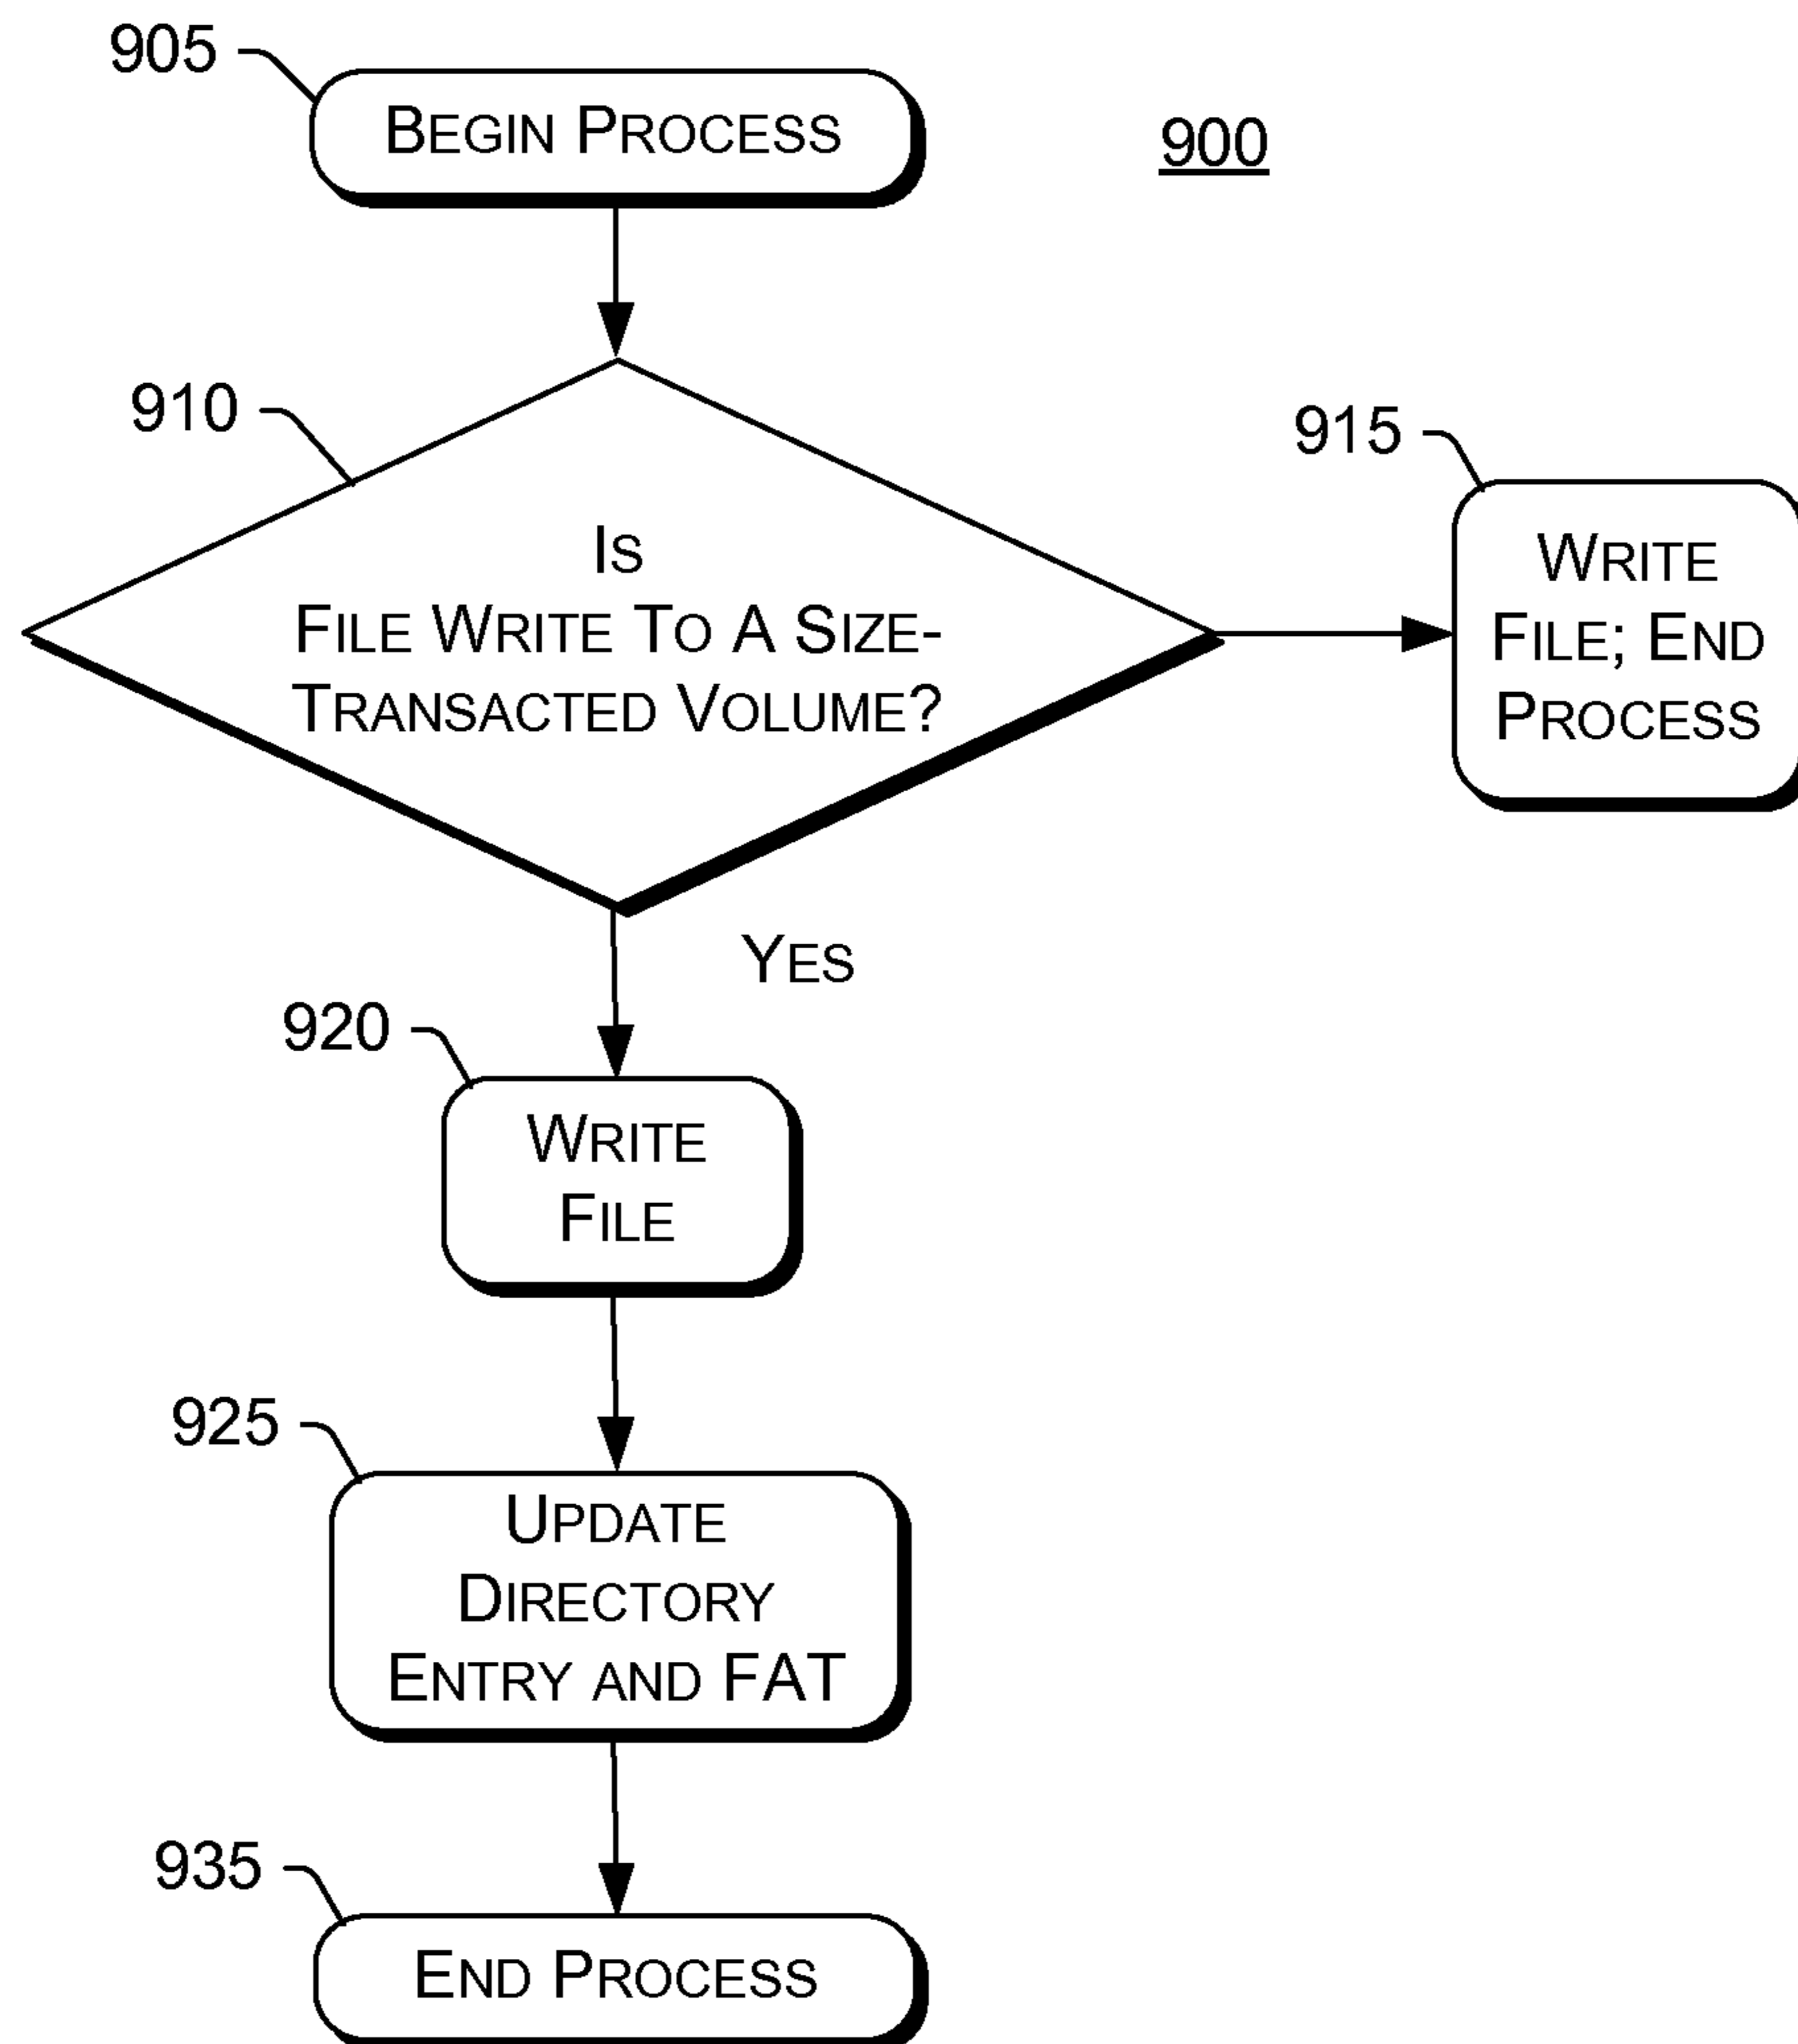 905
BEGIN PROCESS
900
910
IS
FILE WRITE TO A SIZE-
TRANSACTED VOLUME?
915
WRITE
FILE; END
PROCESS
YES
920
WRITE
FILE
925
UPDATE
DIRECTORY
ENTRY AND FAT
935
END PROCESS